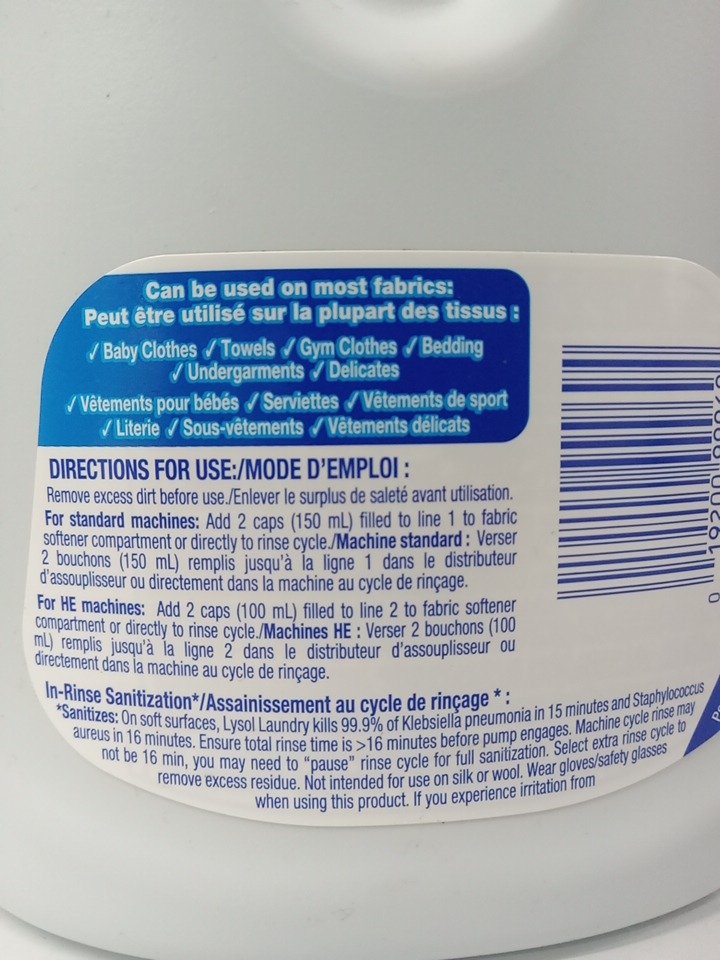 Can be used on most fabrics:
Peut être utilisé sur la plupart des tissus :
✓ Baby Clothes ✓ Towels ✓ Gym Clothes ✓ Bedding
✓ Undergarments ✓ Delicates
✓ Vêtements pour bébés ✓ Serviettes ✓ Vêtements de sport
✓ Literie ✓ Sous-vêtements ✓ Vêtements délicats
DIRECTIONS FOR USE:/MODE D'EMPLOI :
Remove excess dirt before use./Enlever le surplus de saleté avant utilisation.
For standard machines: Add 2 caps (150 mL) filled to line 1 to fabric
softener compartment or directly to rinse cycle./Machine standard : Verser
2 bouchons (150 mL) remplis jusqu'à la ligne 1 dans le distributeur
d'assouplisseur ou directement dans la machine au cycle de rinçage.
For HE machines: Add 2 caps (100 mL) filled to line 2 to fabric softener
compartment or directly to rinse cycle./Machines HE : Verser 2 bouchons (100
mL) remplis jusqu'à la ligne 2 dans le distributeur d'assouplisseur ou
directement dans la machine au cycle de rinçage.
In-Rinse Sanitization*/Assainissement au cycle de rinçage * :
*Sanitizes: On soft surfaces, Lysol Laundry kills 99.9% of Klebsiella pneumonia in 15 minutes and Staphylococcus
aureus in 16 minutes. Ensure total rinse time is >16 minutes before pump engages. Machine cycle rinse may
not be 16 min, you may need to "pause" rinse cycle for full sanitization. Select extra rinse cycle to
remove excess residue. Not intended for use on silk or wool. Wear gloves/safety glasses
when using this product. If you experience irritation from
0 19200